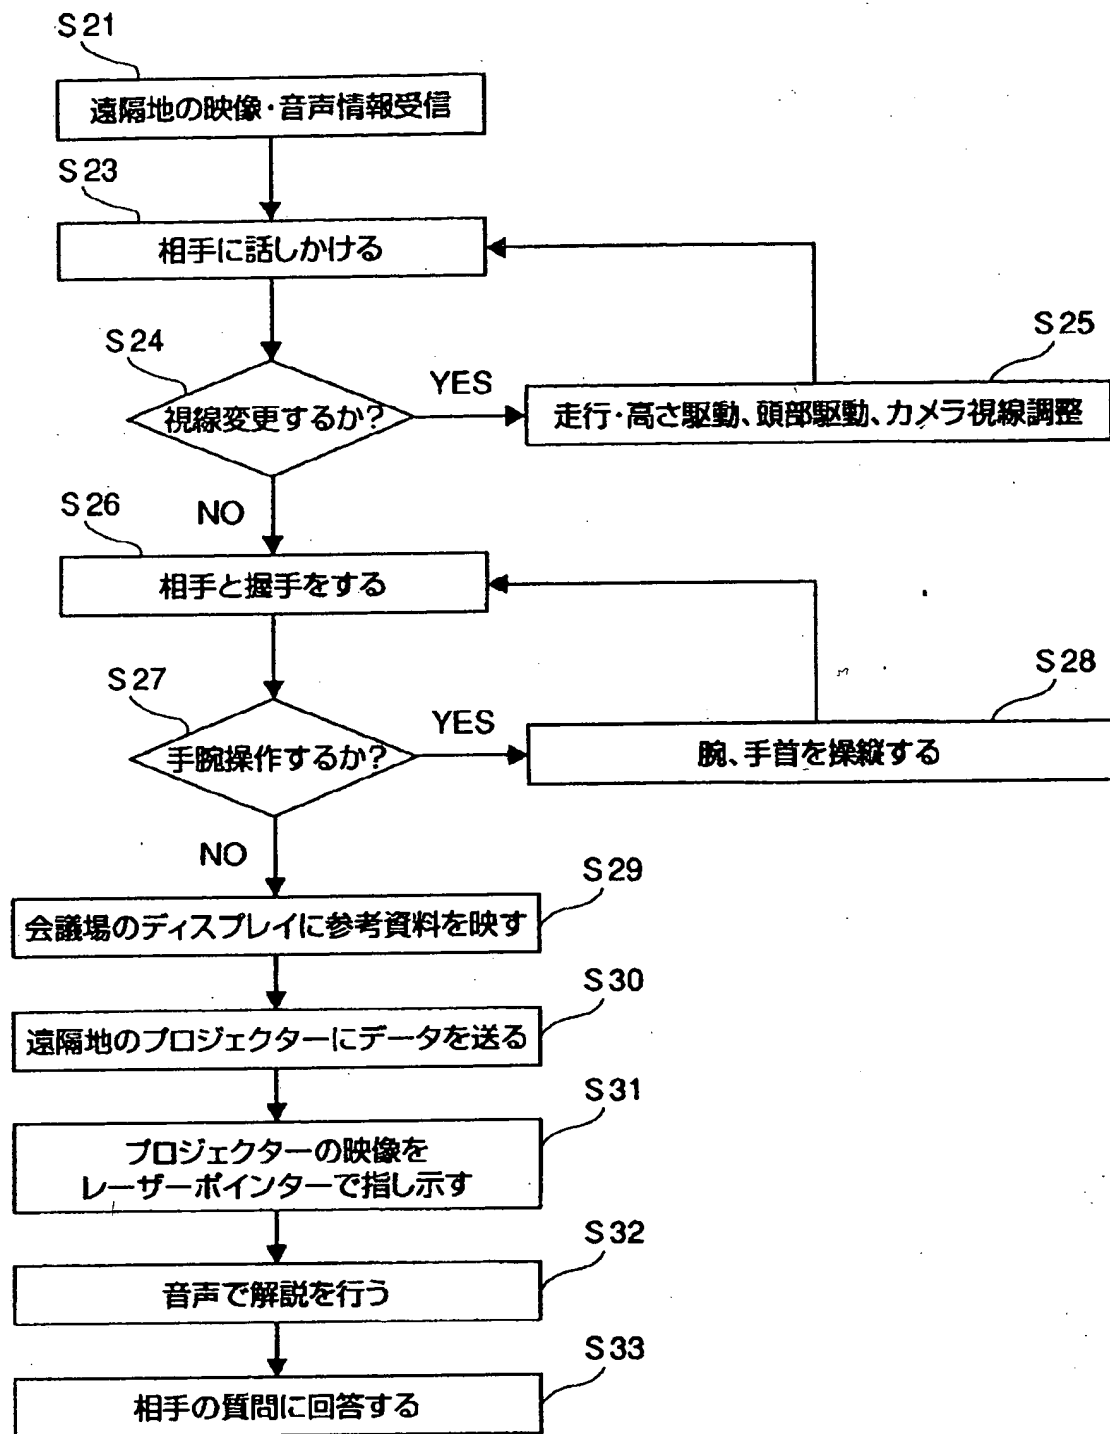 S21
遠隔地の映像・音声情報受信
S23
相手に話しかける
S24
視線変更するか?
YES
S25
走行・高さ駆動、頭部駆動、カメラ視線調整
NO
S26
相手と握手をする
S27
手腕操作するか?
YES
S28
腕、手首を操縦する
NO
S29
会議場のディスプレイに参考資料を映す
S30
遠隔地のプロジェクターにデータを送る
S31
プロジェクターの映像を
レーザーポインターで指し示す
S32
音声で解説を行う
S33
相手の質問に回答する